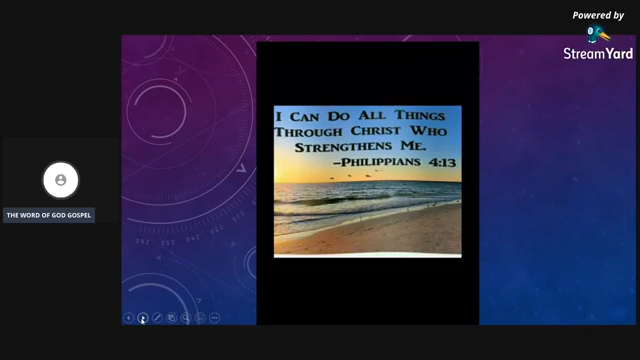 Powered by
StreamYard
I CAN DO ALL THINGS
THROUGH CHRIST WHO
STRENGTHENS ME.
–PHILIPPIANS 4:13
THE WORD OF GOD GOSPEL